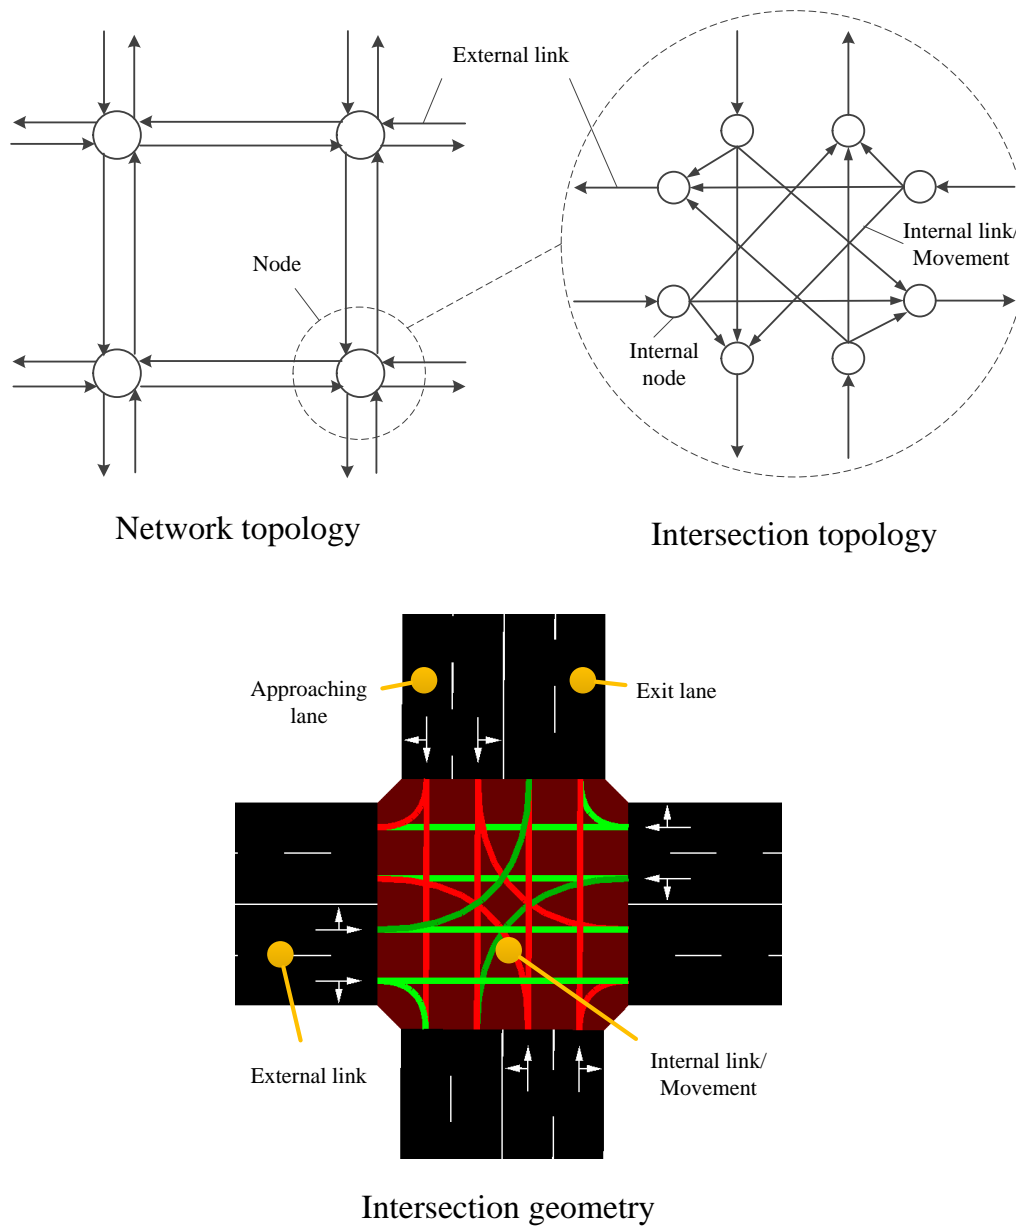 External link
Node
Internal link/
Movement
Internal
node
Network topology
Intersection topology
Approaching
lane
Exit lane
External link
Internal link/
Movement
Intersection geometry